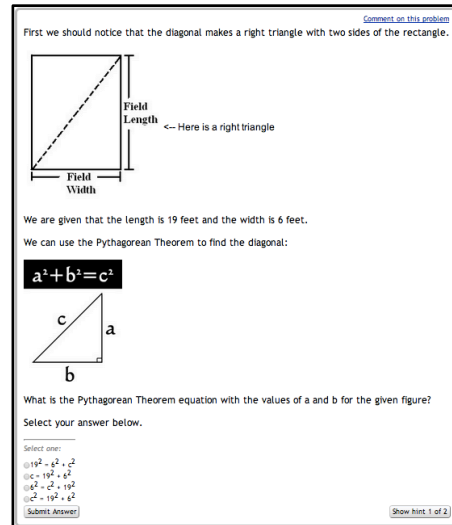 Comment on this problem
First we should notice that the diagonal makes a right triangle with two sides of the rectangle.
Field
Length
<-- Here is a right triangle
Field
Width
We are given that the length is 19 feet and the width is 6 feet.
We can use the Pythagorean Theorem to find the diagonal:
a²+b²=c²
c
a
b
What is the Pythagorean Theorem equation with the values of a and b for the given figure?
Select your answer below.
Select one:
19² = 6² + c²
c = 19² + 6²
6² = c² + 19²
c² = 19² + 6²
Submit Answer
Show hint 1 of 2